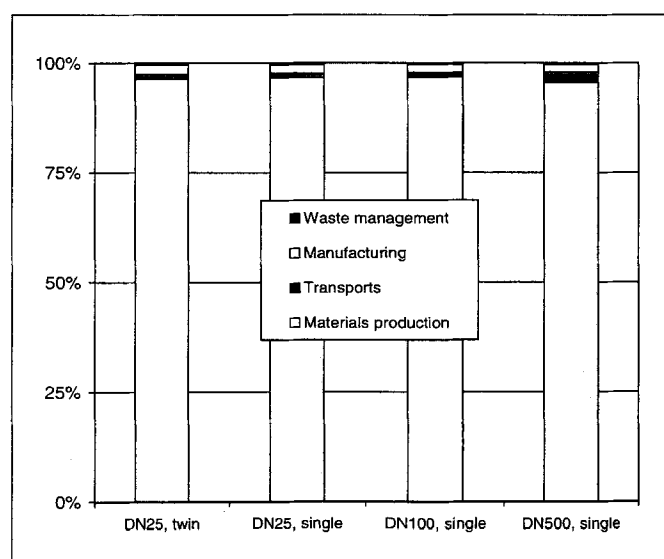 100%
75%
50%
25%
0%
Waste management
Manufacturing
Transports
Materials production
DN25, twin
DN25, single
DN100, single
DN500, single